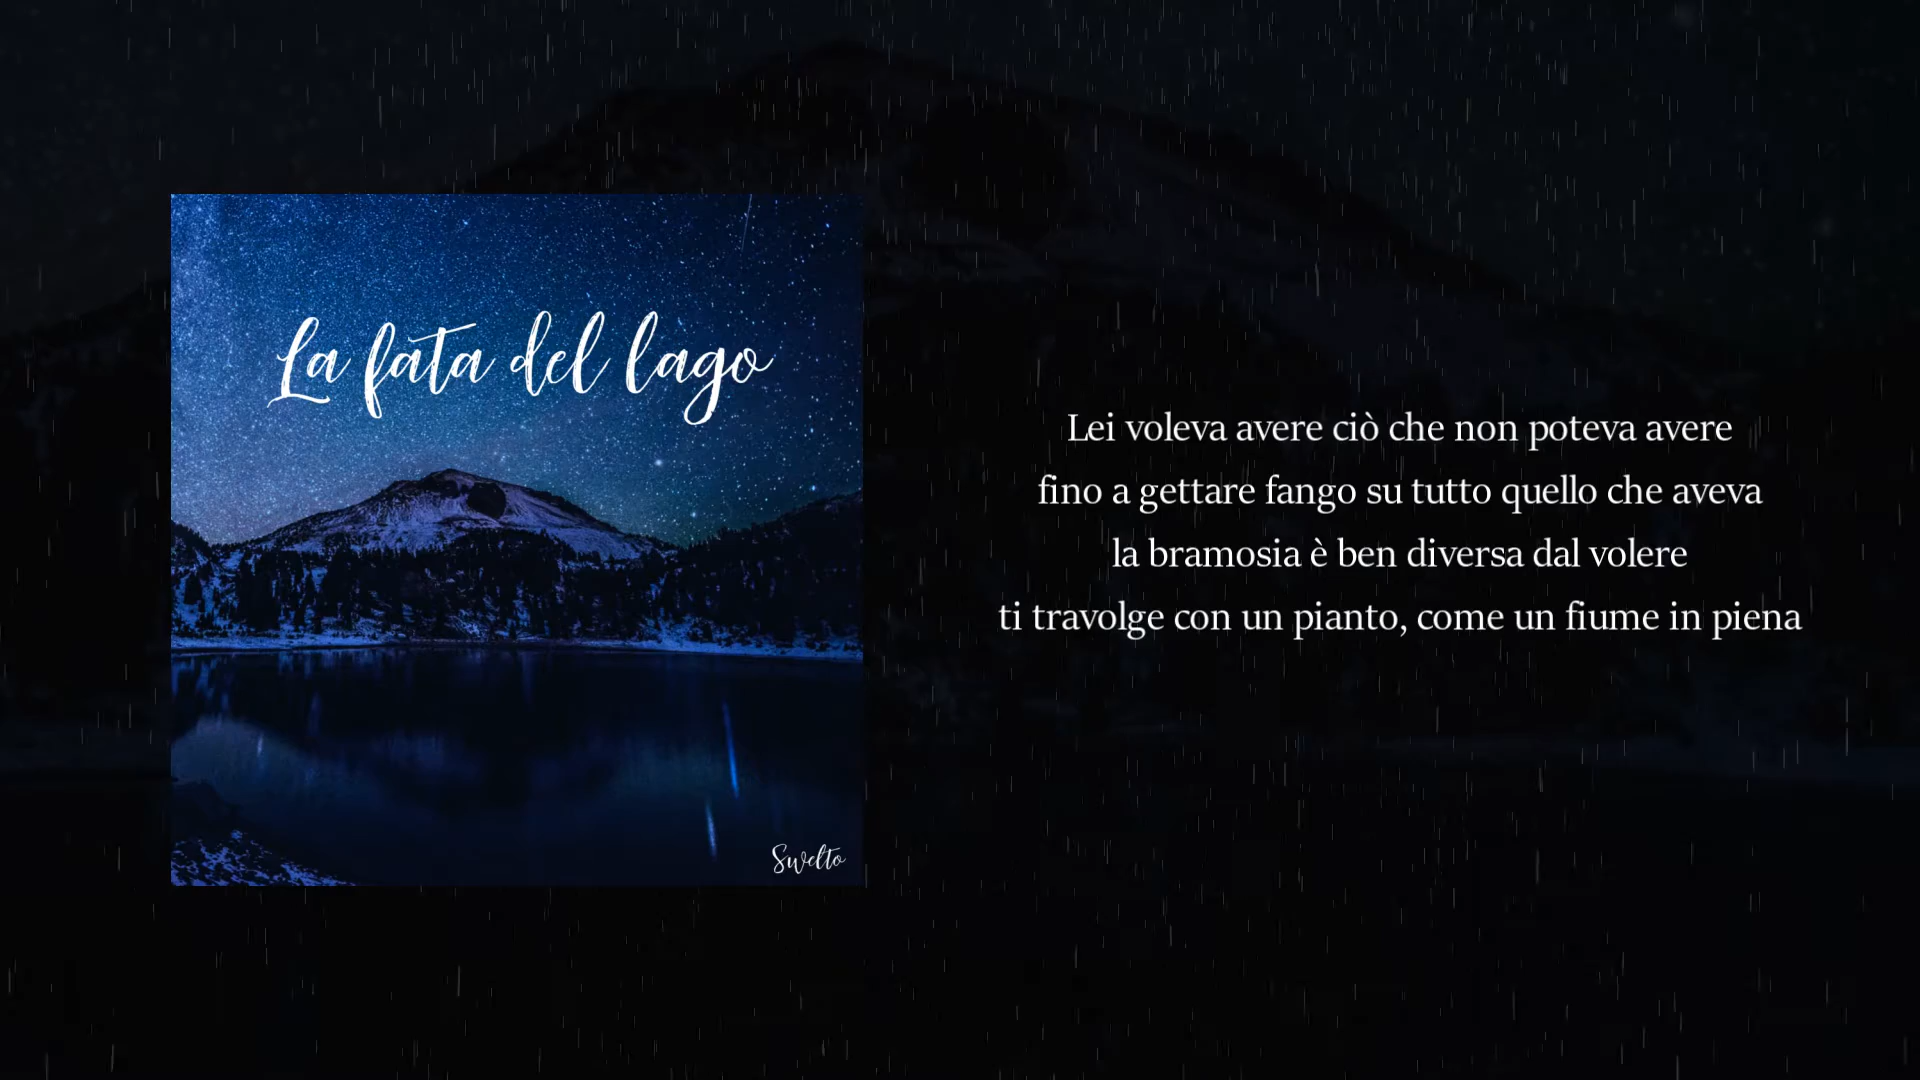 La fata del lago
Swelto
Lei voleva avere ciò che non poteva avere
fino a gettare fango su tutto quello che aveva
la bramosia è ben diversa dal volere
ti travolge con un pianto, come un fiume in piena